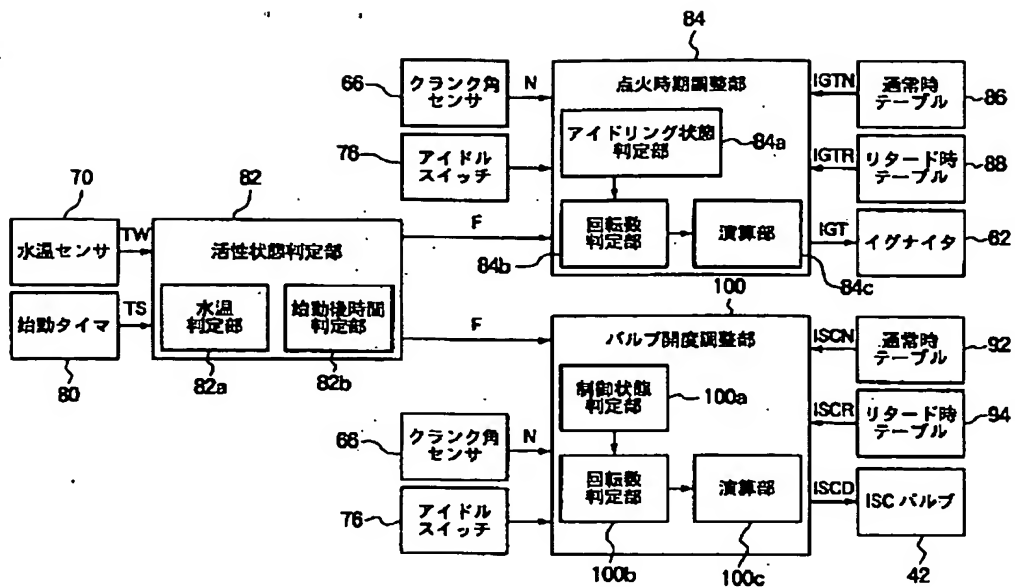 84
66
クランク角
センサ
N
点火時期調整部
IGTN
通常時
テーブル
86
78
アイドル
スイッチ
アイドリング状態
判定部
84a
IGTR
リタード時
テーブル
88
70
水温センサ
TW
82
活性状態判定部
F
回転数
判定部
84b
演算部
84c
IGT
イグナイタ
62
始動タイマ
80
TS
水温
判定部
82a
始動後時間
判定部
82b
F
100
バルブ開度調整部
ISCN
通常時
テーブル
92
制御状態
判定部
100a
ISCR
リタード時
テーブル
94
66
クランク角
センサ
N
76
アイドル
スイッチ
回転数
判定部
100b
演算部
100c
ISCD
ISCバルブ
42